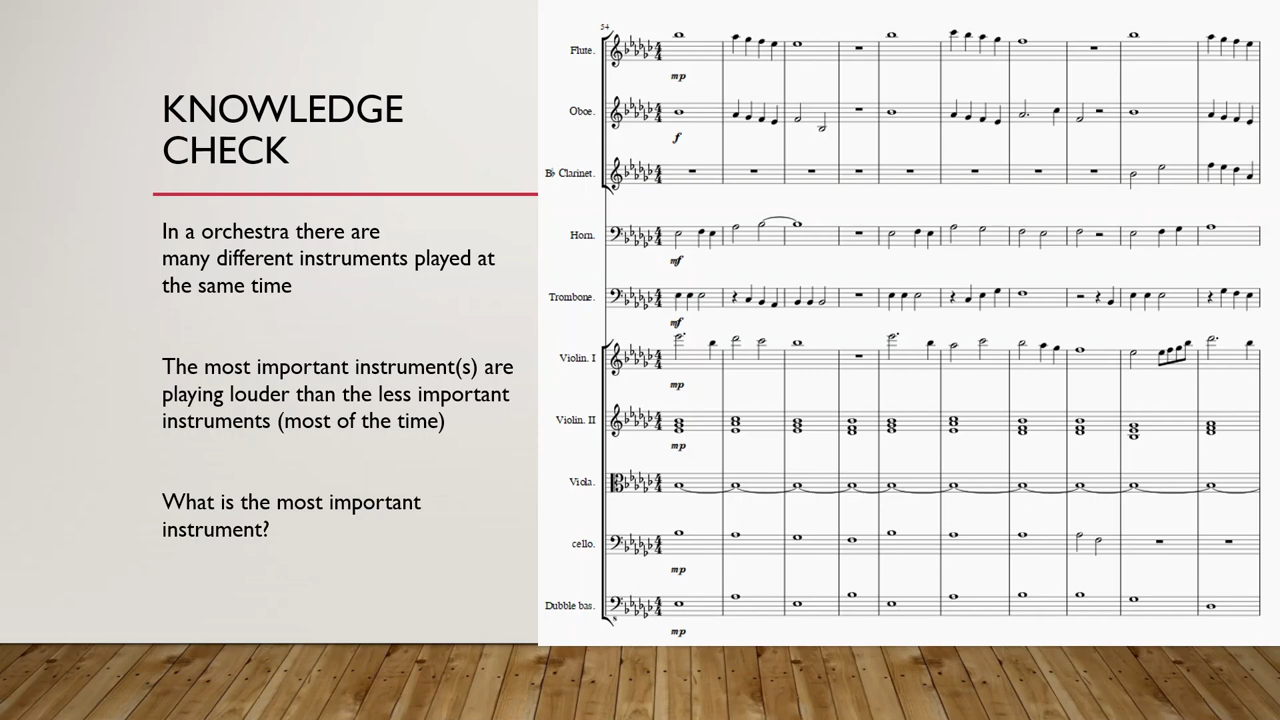 KNOWLEDGE
CHECK
In a orchestra there are
many different instruments played at
the same time
The most important instrument(s) are
playing louder than the less important
instruments (most of the time)
What is the most important
instrument?
54
Flute.
mp
Oboe.
f
B♭ Clarinet.
Horn.
mf
Trombone.
mf
Violin. I
mp
Violin. II
mp
Viola.
cello.
mp
Dubble bas.
8
mp